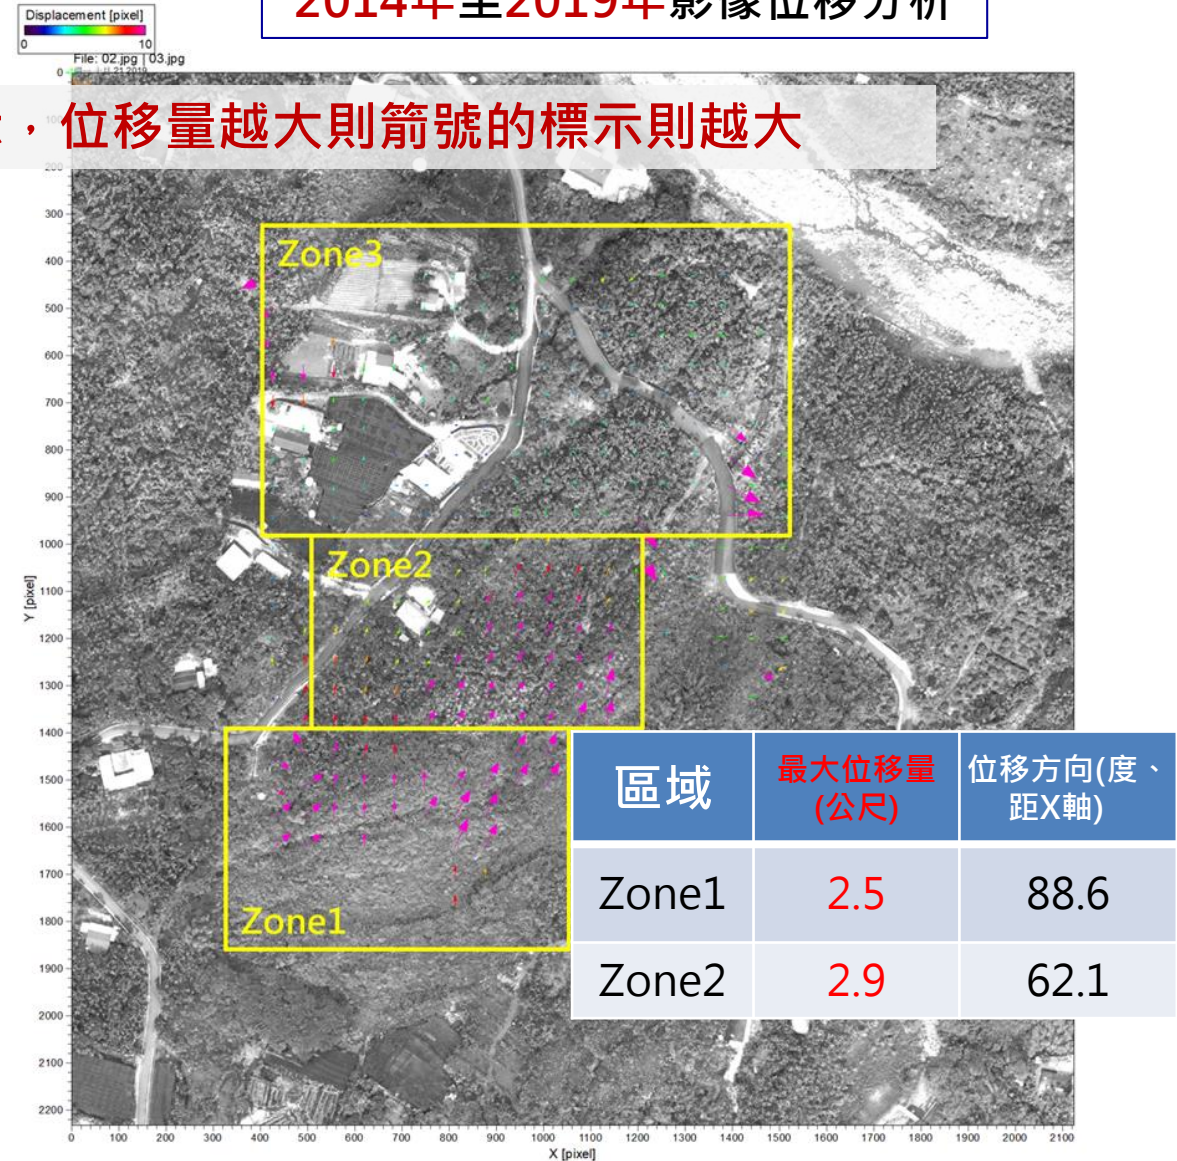 2014年至2019年影像位移分析
Displacement [pixel]
0 10
File: 02.jpg | 03.jpg
，位移量越大則箭號的標示則越大
Zone3
Zone2
Zone1
區域 最大位移量(公尺) 位移方向(度、距X軸)
Zone1 2.5 88.6
Zone2 2.9 62.1
Y [pixel]
0
200
300
400
500
600
700
800
900
1000
1100
1200
1300
1400
1500
1600
1700
1800
1900
2000
2100
2200
0 100 200 300 400 500 600 700 800 900 1000 1100 1200 1300 1400 1500 1600 1700 1800 1900 2000 2100
X [pixel]